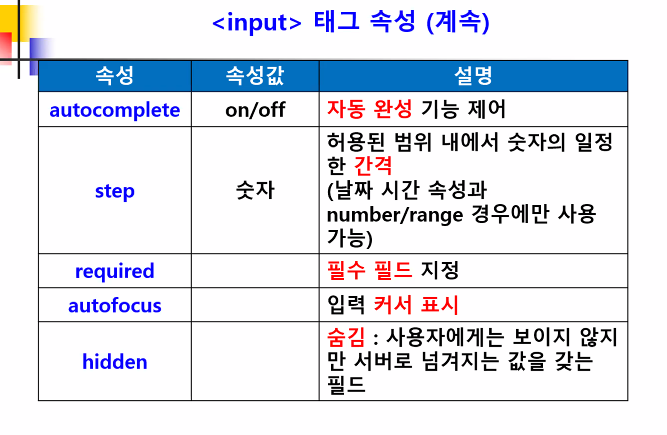 <input> 태그 속성 (계속)
속성 속성값 설명
autocomplete on/off 자동 완성 기능 제어
step 숫자 허용된 범위 내에서 숫자의 일정
한 간격
(날짜 시간 속성과
number/range 경우에만 사용
가능)
required 필수 필드 지정
autofocus 입력 커서 표시
hidden 숨김 : 사용자에게는 보이지 않지
만 서버로 넘겨지는 값을 갖는
필드